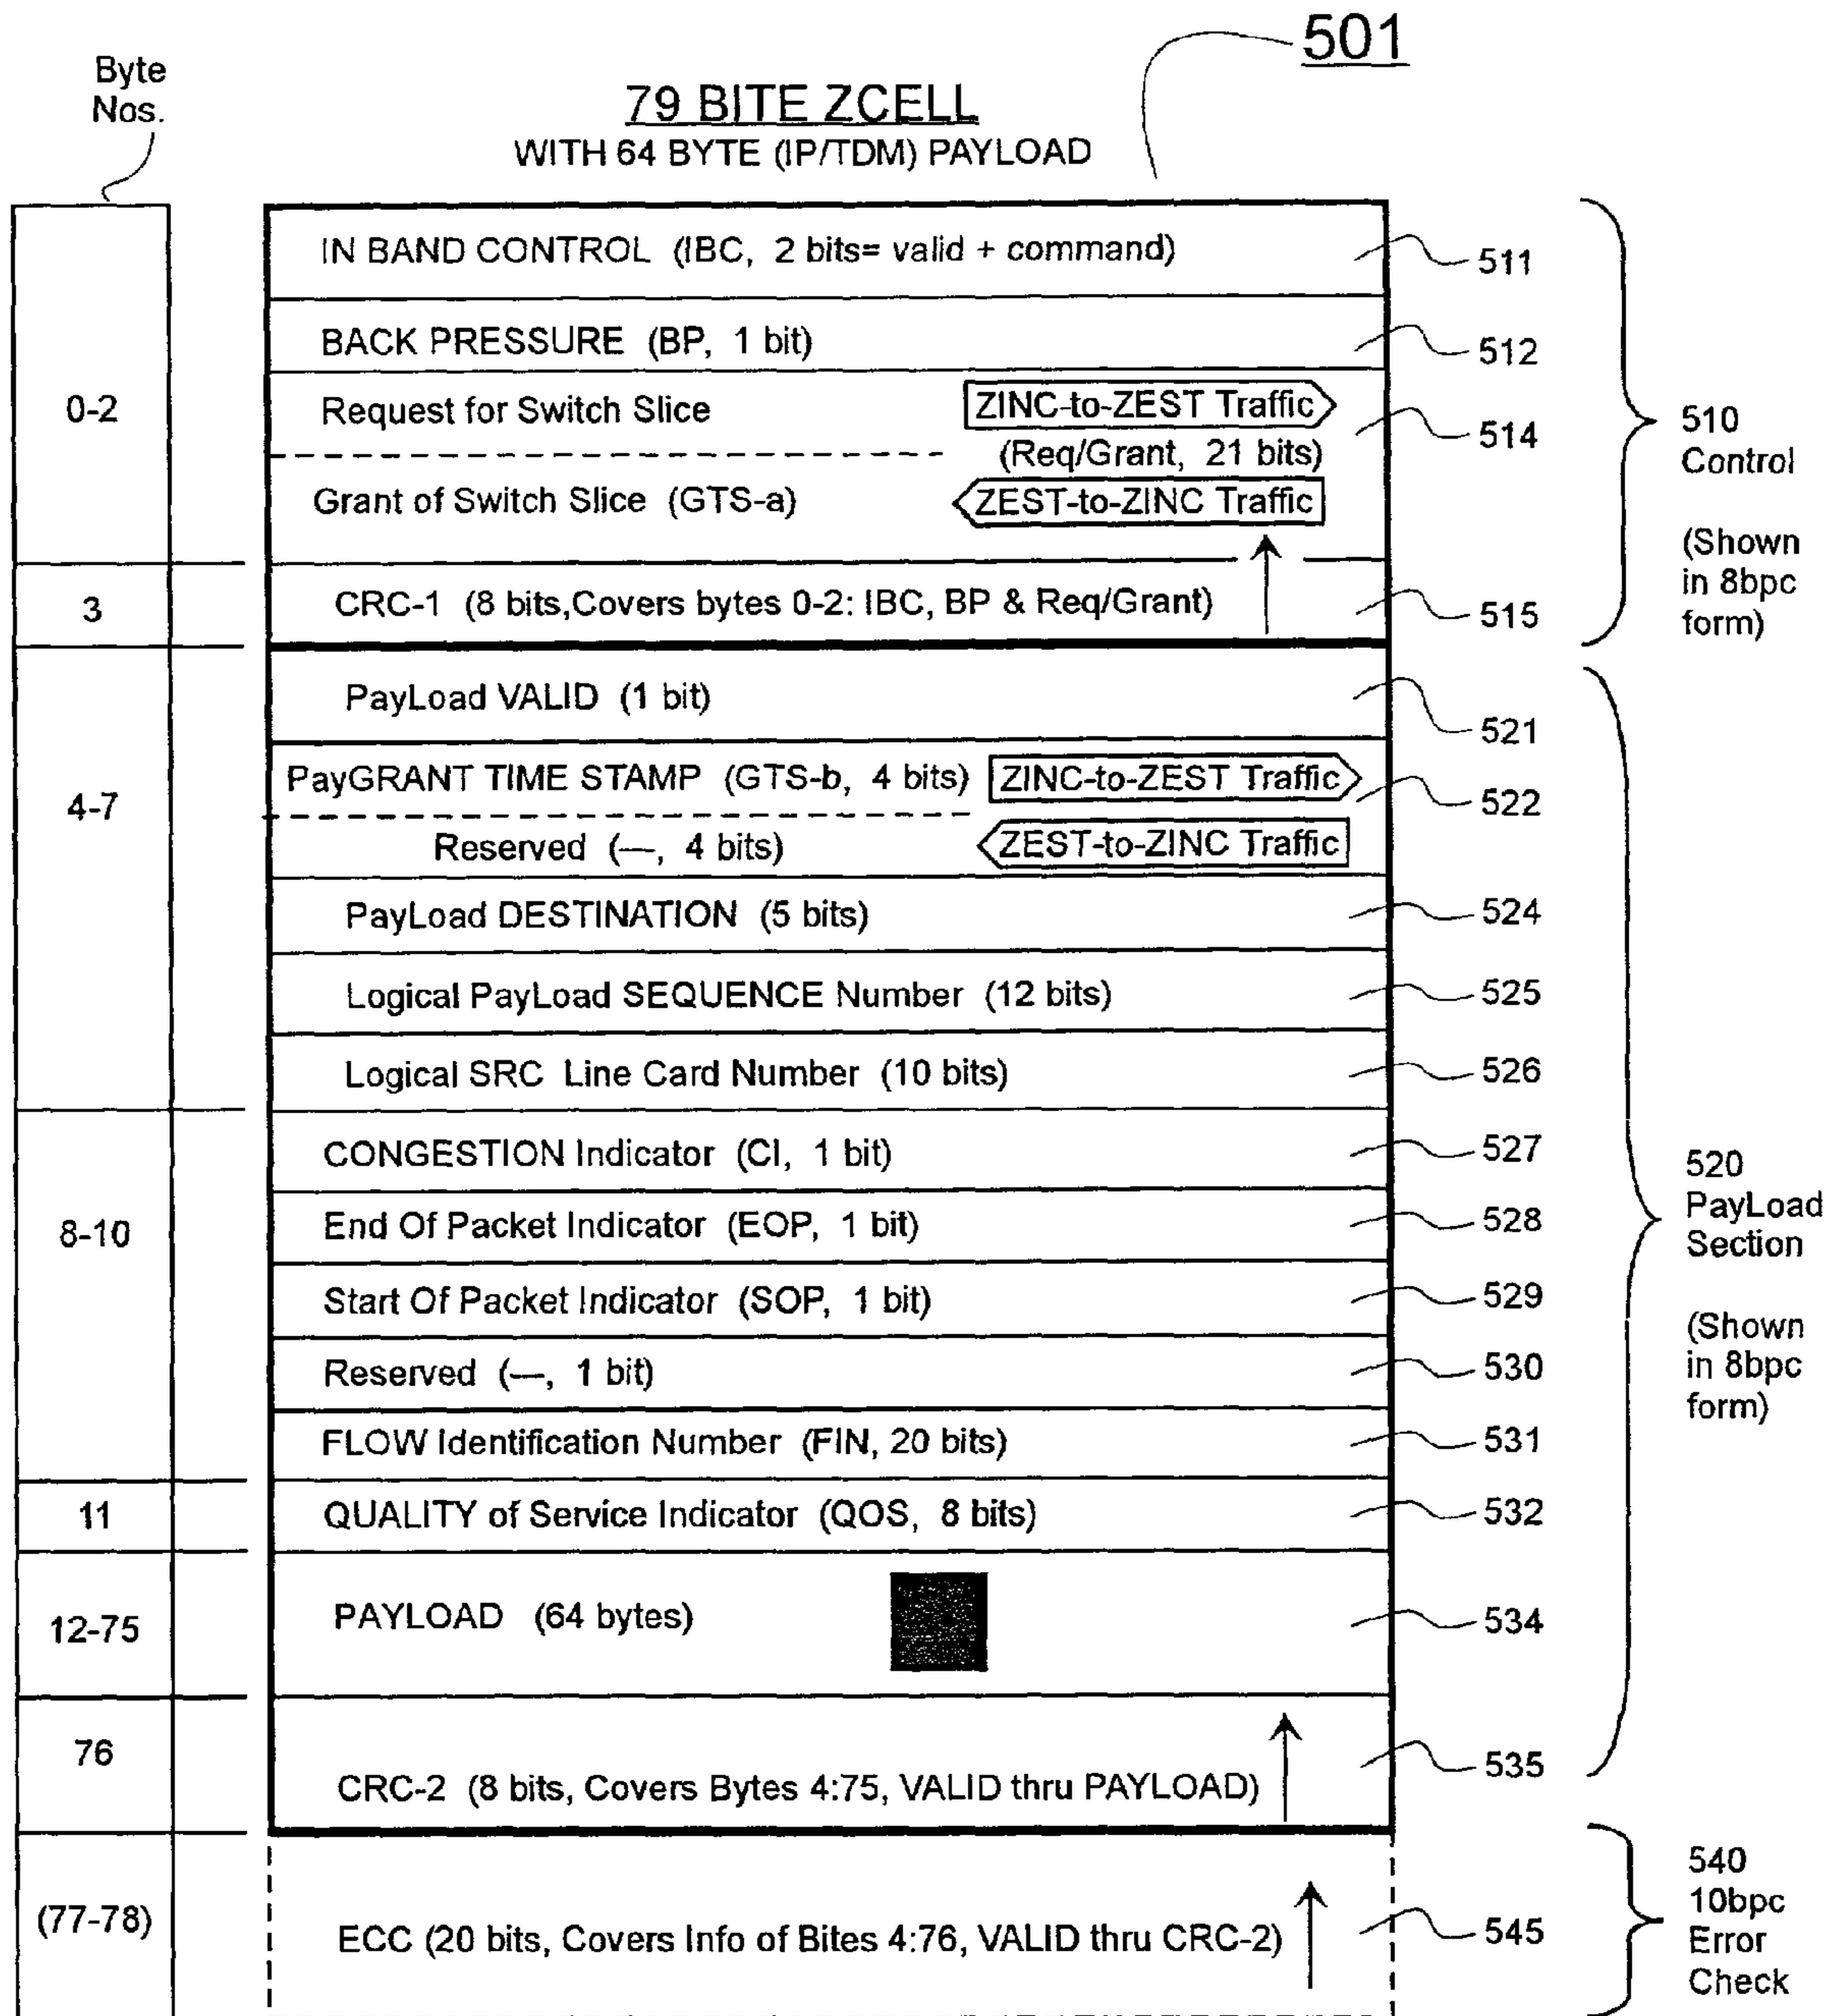 501
Byte
Nos.
79 BITE ZCELL
WITH 64 BYTE (IP/TDM) PAYLOAD
0-2
IN BAND CONTROL (IBC, 2 bits= valid + command)
511
BACK PRESSURE (BP, 1 bit)
512
Request for Switch Slice
ZINC-to-ZEST Traffic
(Req/Grant, 21 bits)
514
Grant of Switch Slice (GTS-a)
ZEST-to-ZINC Traffic
3
CRC-1 (8 bits,Covers bytes 0-2: IBC, BP & Req/Grant)
515
510
Control
(Shown
in 8bpc
form)
4-7
PayLoad VALID (1 bit)
521
PayGRANT TIME STAMP (GTS-b, 4 bits)
ZINC-to-ZEST Traffic
522
Reserved (—, 4 bits)
ZEST-to-ZINC Traffic
PayLoad DESTINATION (5 bits)
524
Logical PayLoad SEQUENCE Number (12 bits)
525
Logical SRC Line Card Number (10 bits)
526
8-10
CONGESTION Indicator (CI, 1 bit)
527
End Of Packet Indicator (EOP, 1 bit)
528
Start Of Packet Indicator (SOP, 1 bit)
529
Reserved (—, 1 bit)
530
FLOW Identification Number (FIN, 20 bits)
531
11
QUALITY of Service Indicator (QOS, 8 bits)
532
12-75
PAYLOAD (64 bytes)
534
76
CRC-2 (8 bits, Covers Bytes 4:75, VALID thru PAYLOAD)
535
520
PayLoad
Section
(Shown
in 8bpc
form)
(77-78)
ECC (20 bits, Covers Info of Bites 4:76, VALID thru CRC-2)
545
540
10bpc
Error
Check